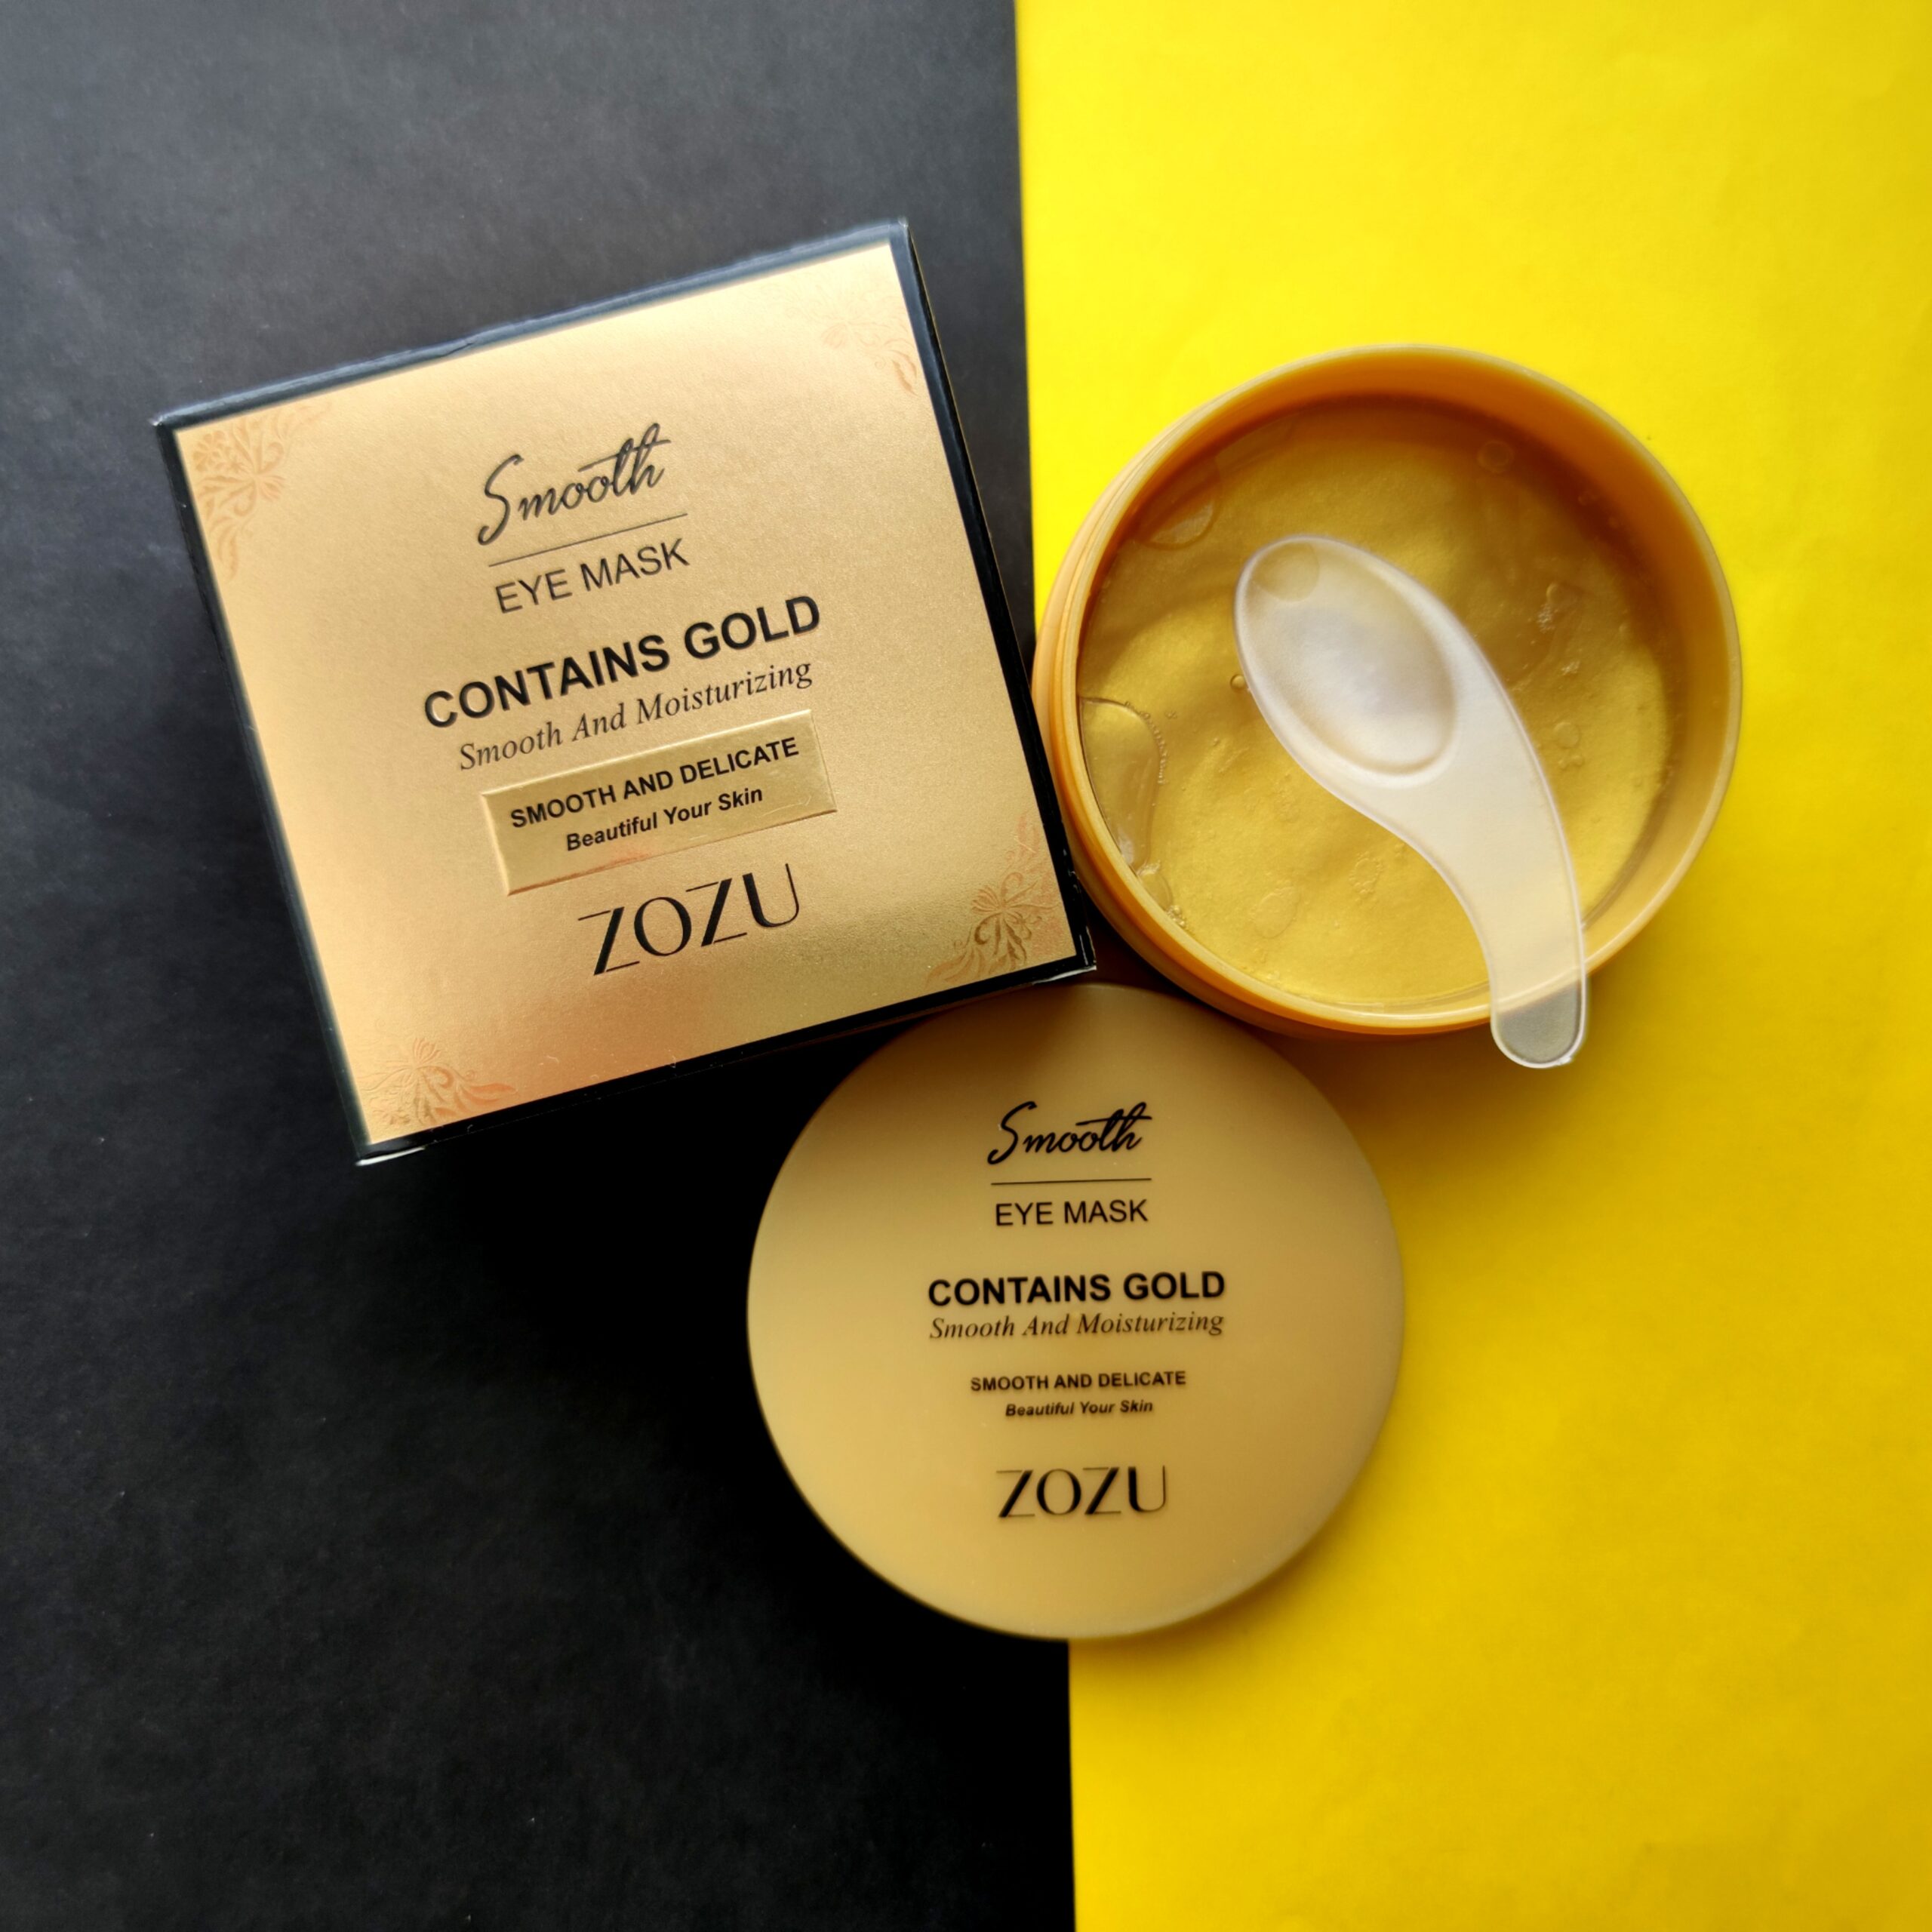 Smooth
EYE MASK
CONTAINS GOLD
Smooth And Moisturizing
SMOOTH AND DELICATE
Beautiful Your Skin
ZOZU
Smooth
EYE MASK
CONTAINS GOLD
Smooth And Moisturizing
SMOOTH AND DELICATE
Beautiful Your Skin
ZOZU